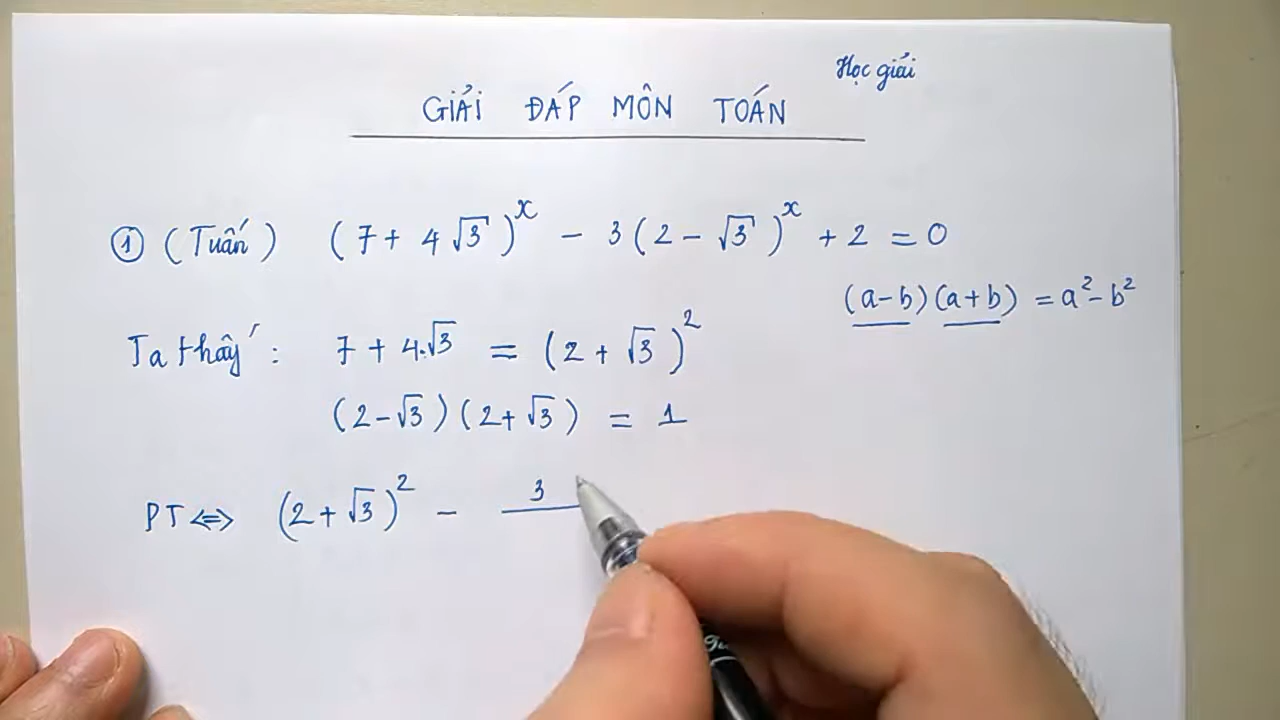 Học giải
GIẢI ĐÁP MÔN TOÁN
① (Tuấn) (7 + 4√3)^x - 3(2 - √3)^x + 2 = 0
(a-b)(a+b) = a² - b²
Ta thấy: 7 + 4.√3 = (2 + √3)²
(2-√3)(2+√3) = 1
PT ⇔ (2 + √3)² - 3